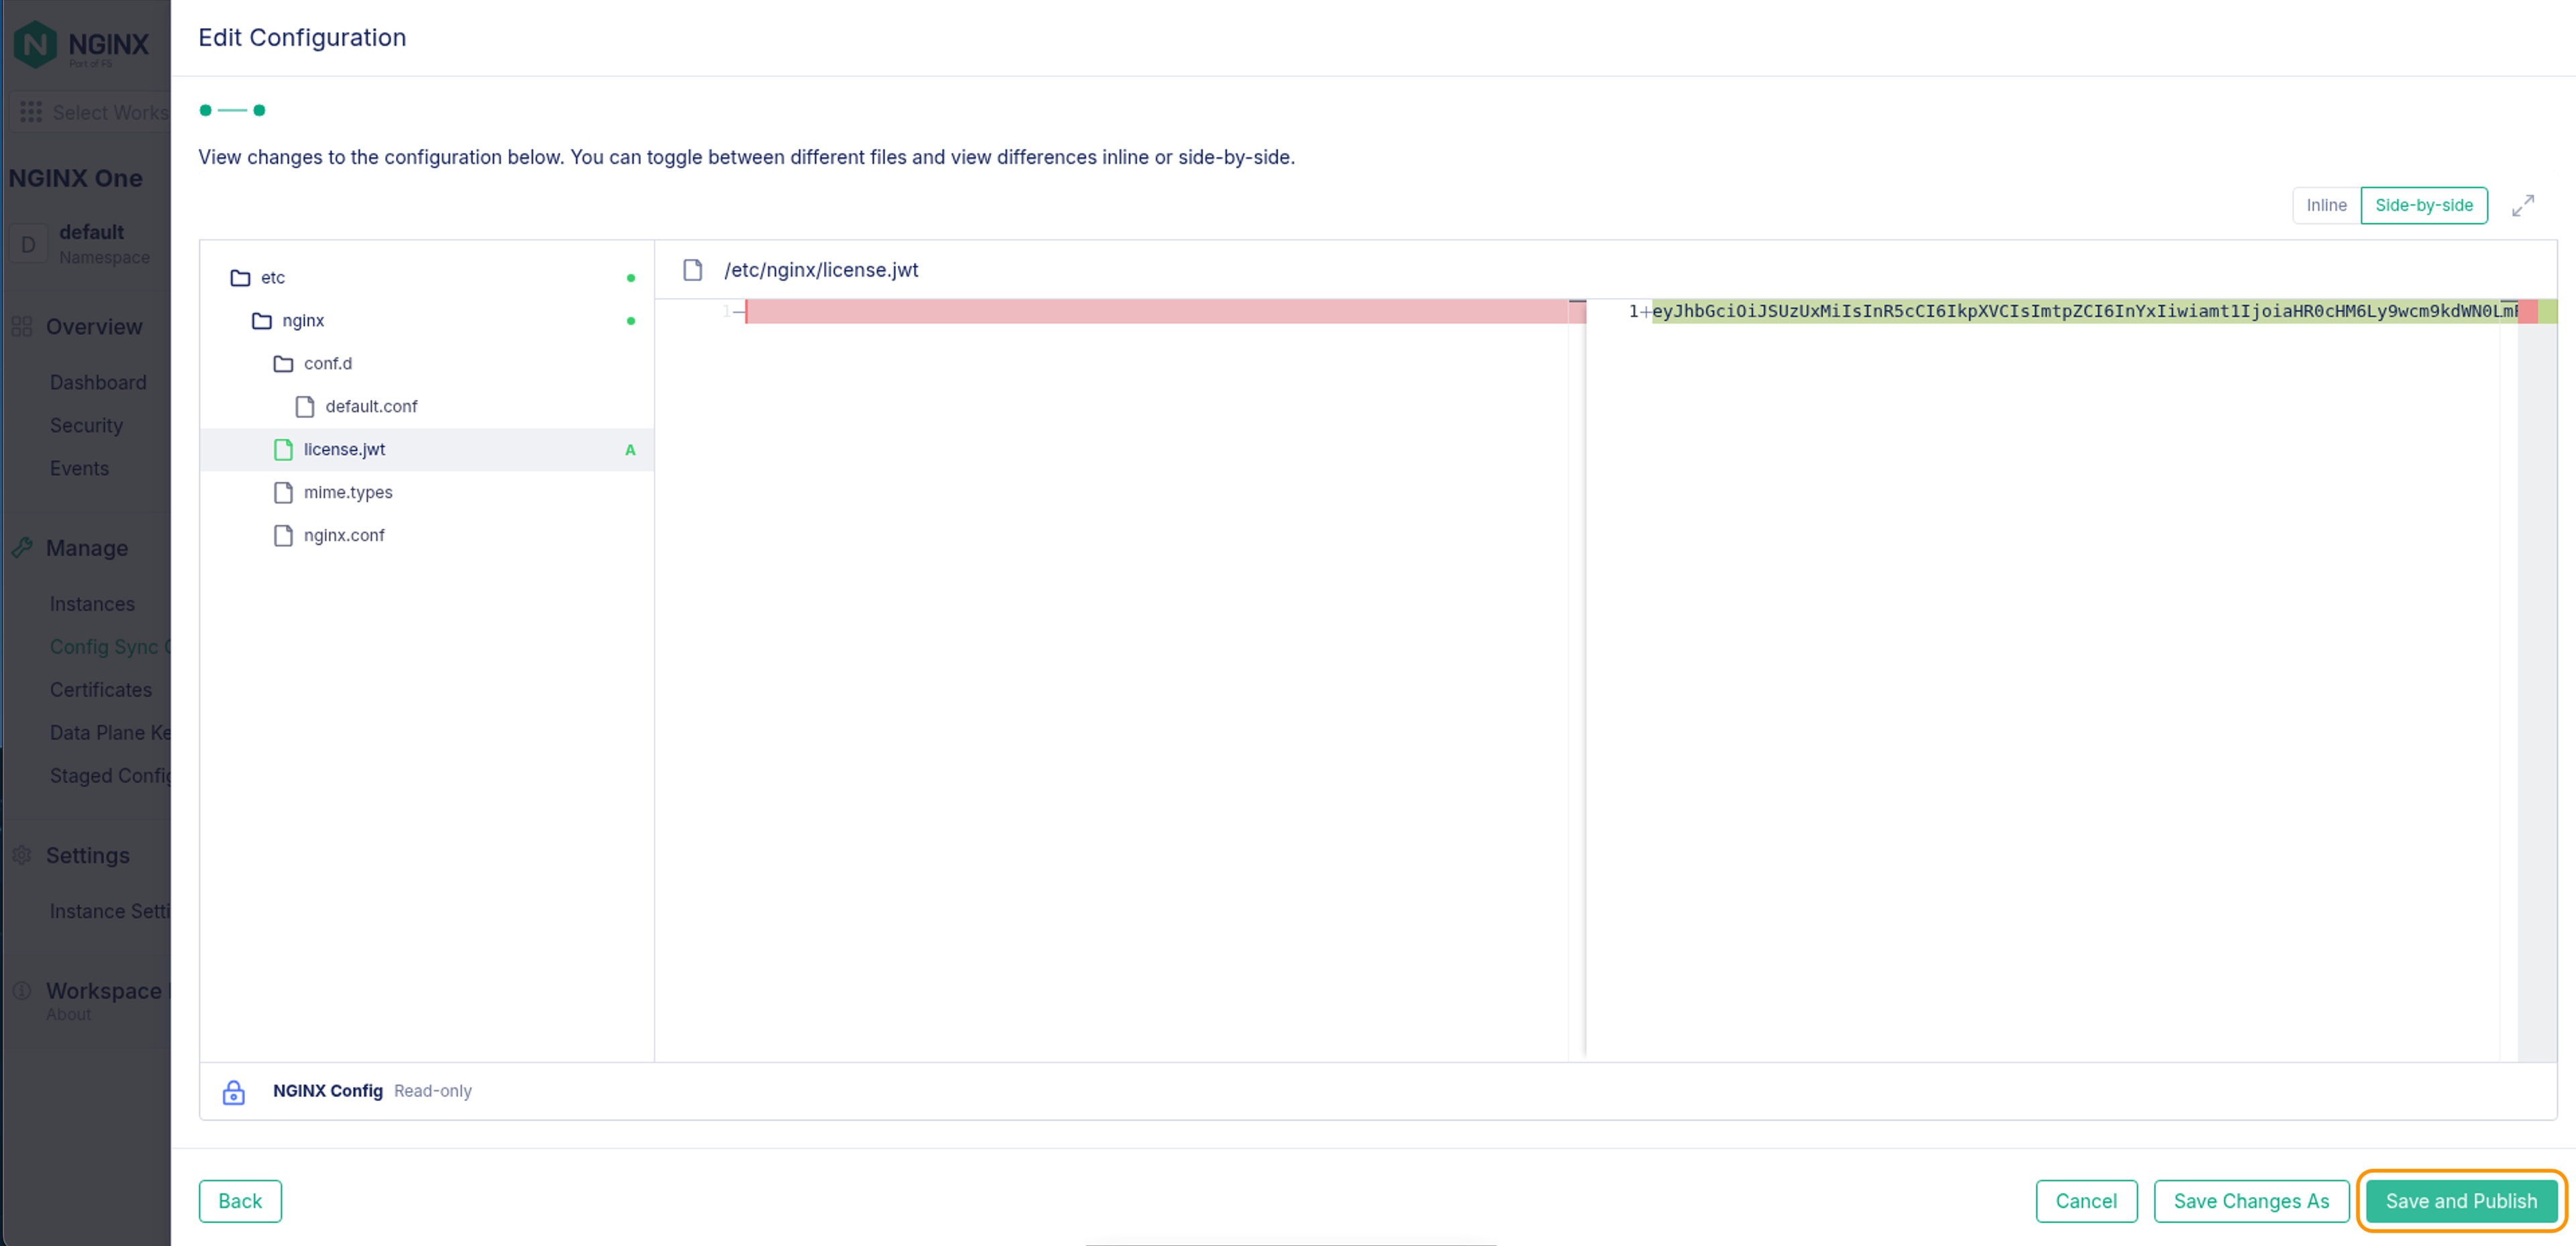 NGINX
Part of F5
Select Works
NGINX One
D
default
Namespace
Overview
Dashboard
Security
Events
Manage
Instances
Config Sync
Certificates
Data Plane Ke
Staged Config
Settings
Instance Setti
Workspace
About
Edit Configuration
View changes to the configuration below. You can toggle between different files and view differences inline or side-by-side.
Inline
Side-by-side
etc
nginx
conf.d
default.conf
license.jwt
A
mime.types
nginx.conf
/etc/nginx/license.jwt
1—
1+eyJhbGciOiJSUzUxMiIsInR5cCI6IkpXVCIsImtpZCI6InYxIiwiamt1IjoiaHR0cHM6Ly9wcm9kdWN0Lm
NGINX Config Read-only
Back
Cancel
Save Changes As
Save and Publish